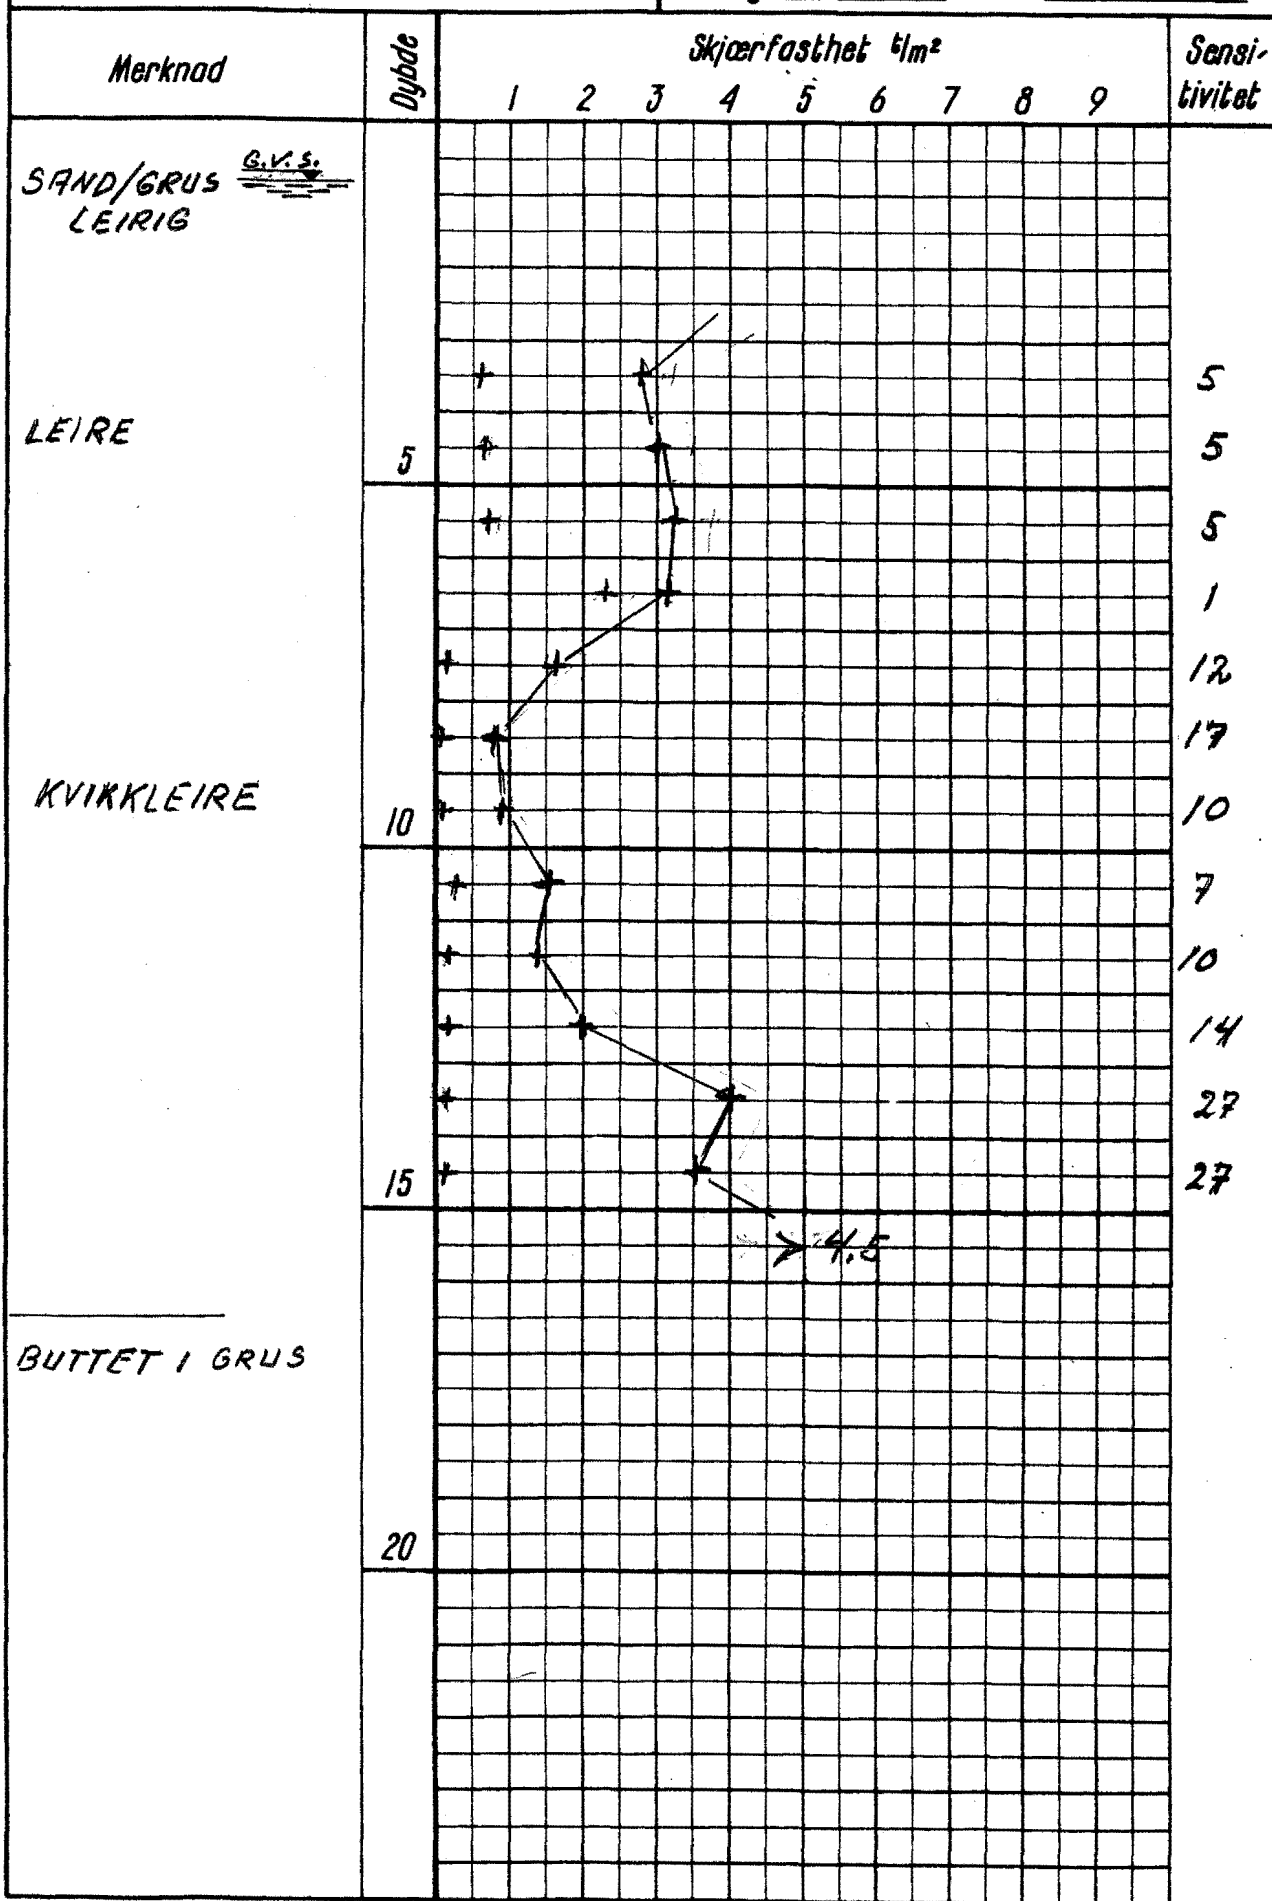 Merknad
Dybde
Skjærfasthet t/m²
1 2 3 4 5 6 7 8 9
Sensi-
tivitet
G.V.S.
SAND/GRUS
LEIRIG
5
LEIRE
5
5
5
1
12
17
KVIKKLEIRE
10
10
7
10
14
27
27
15
> 4.5
BUTTET I GRUS
20